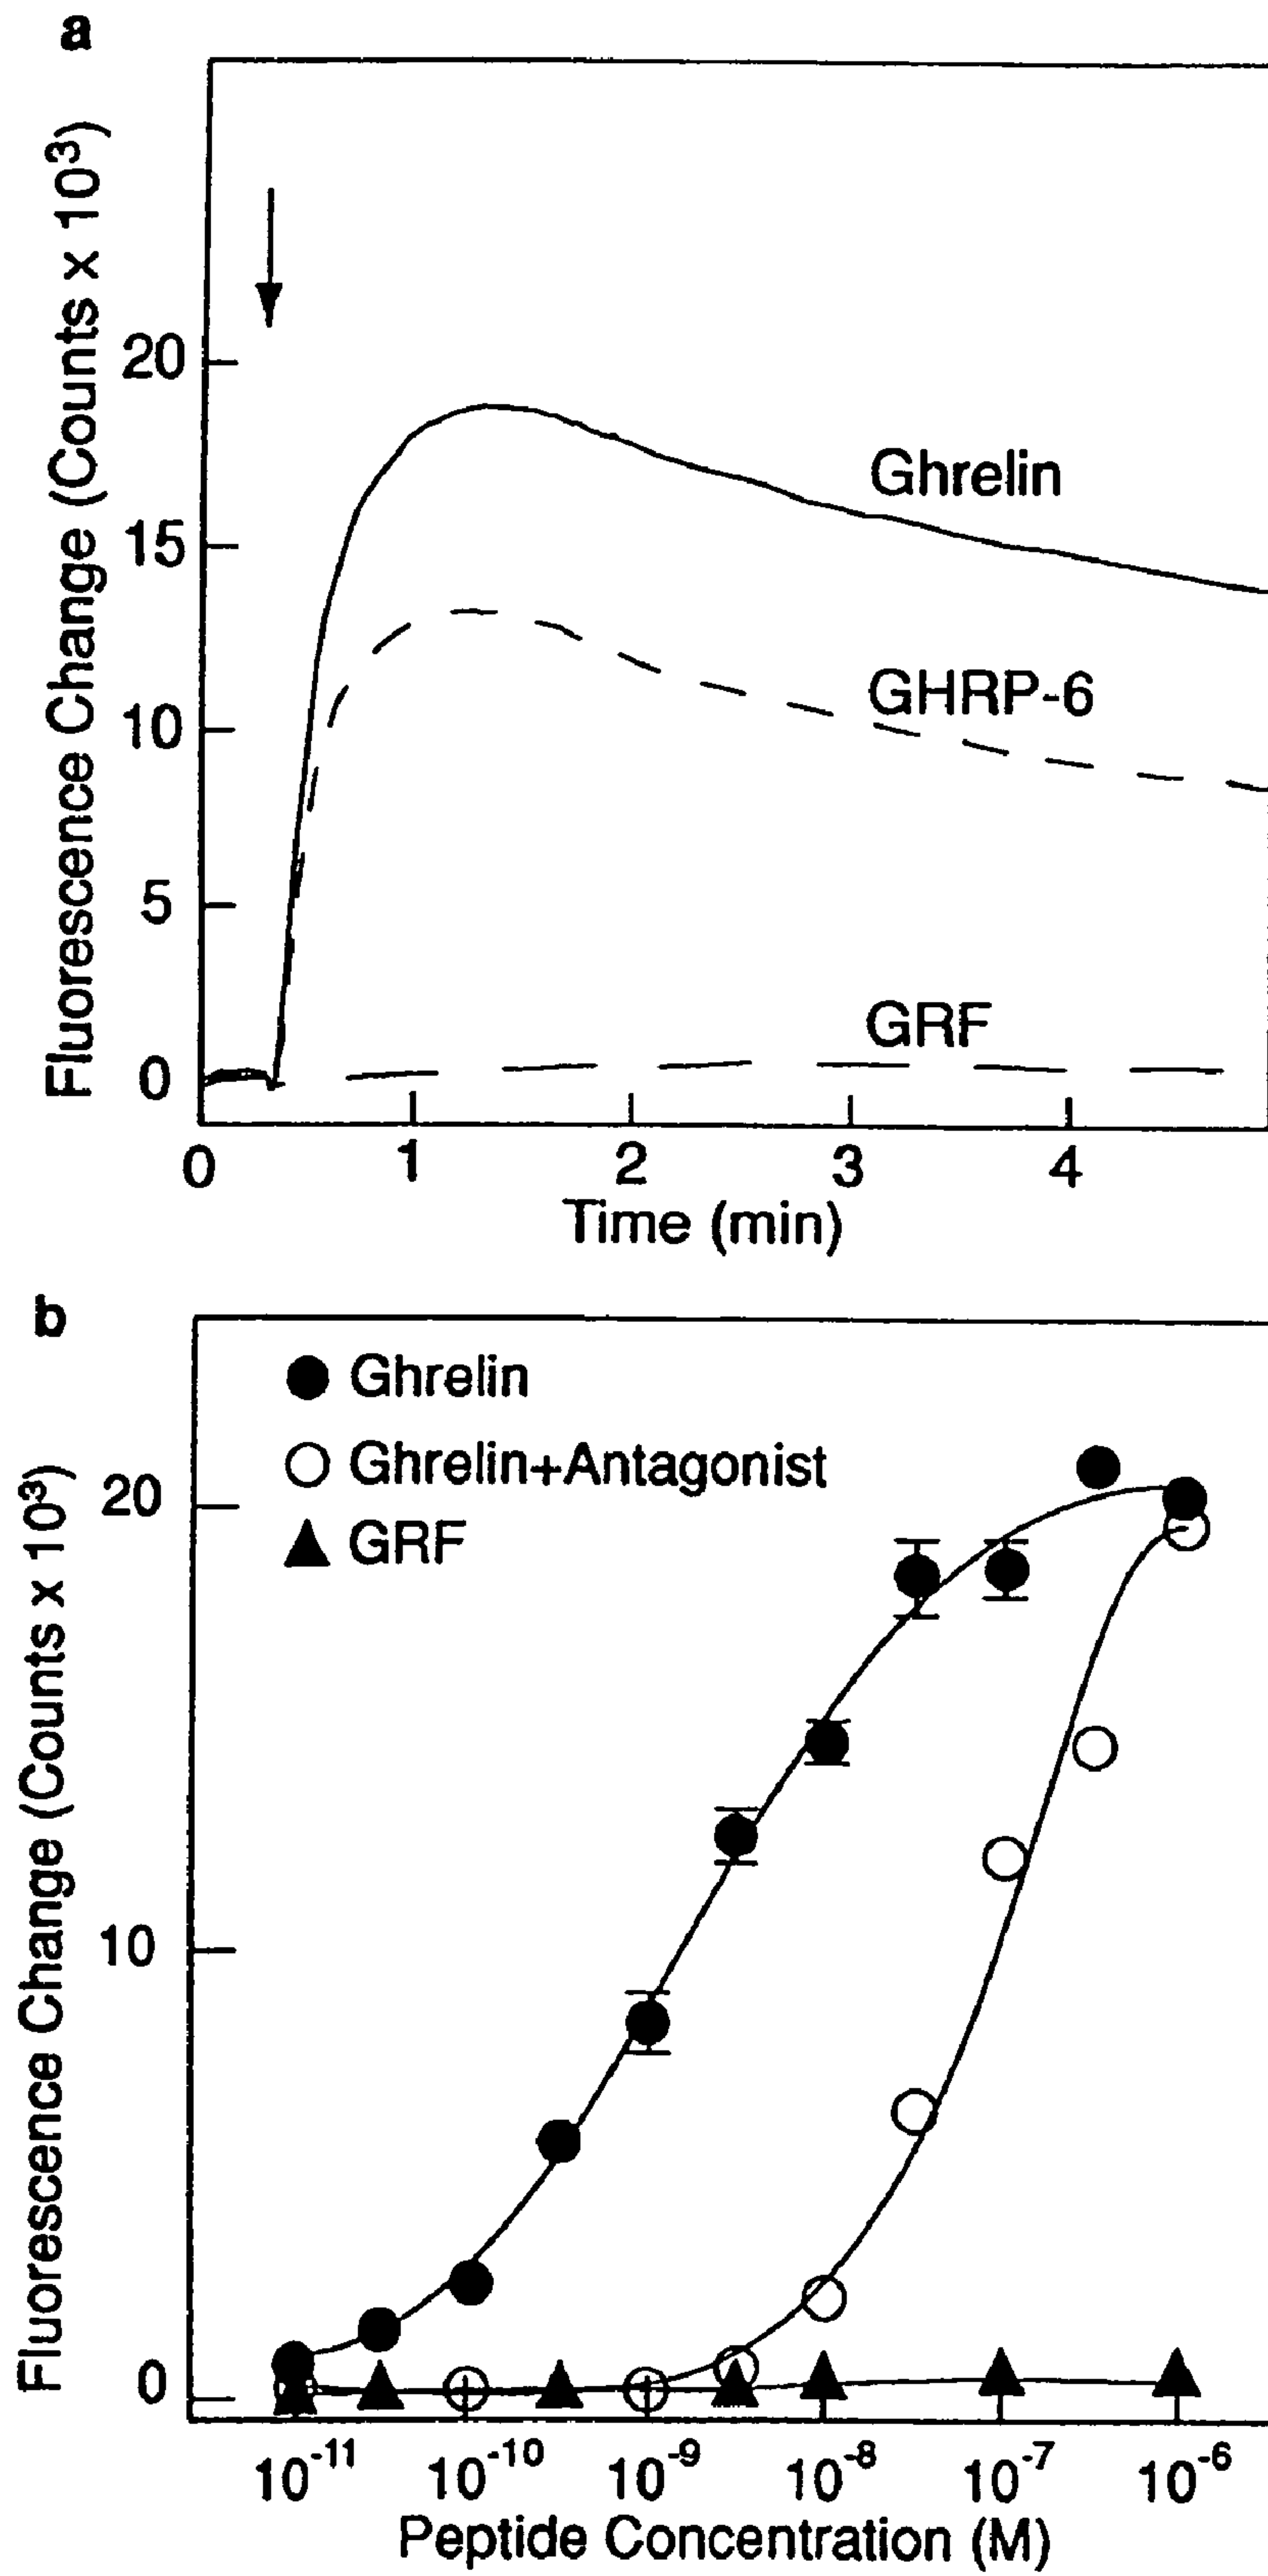 a
Fluorescence Change (Counts x 10³)
20
15
10
5
0
Ghrelin
GHRP-6
GRF
0 1 2 3 4
Time (min)
b
Fluorescence Change (Counts x 10³)
Ghrelin
Ghrelin+Antagonist
GRF
20
10
0
10⁻¹¹ 10⁻¹⁰ 10⁻⁹ 10⁻⁸ 10⁻⁷ 10⁻⁶
Peptide Concentration (M)